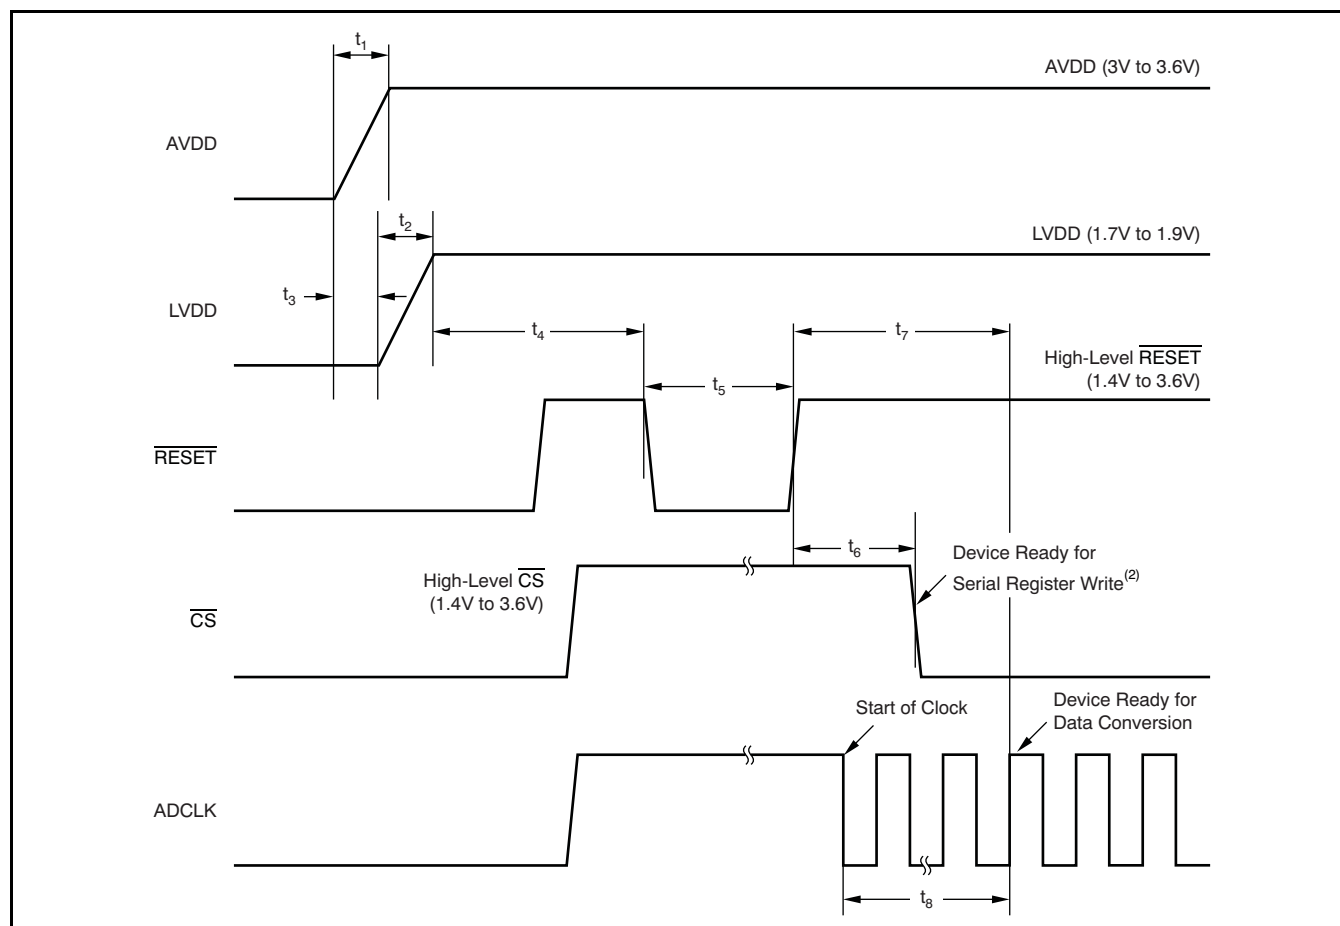 t1
AVDD (3V to 3.6V)
AVDD
t2
LVDD (1.7V to 1.9V)
t3
LVDD
t4
t7
High-Level RESET
(1.4V to 3.6V)
t5
RESET
t6
Device Ready for
Serial Register Write(2)
High-Level CS
(1.4V to 3.6V)
CS
Start of Clock
Device Ready for
Data Conversion
ADCLK
t8